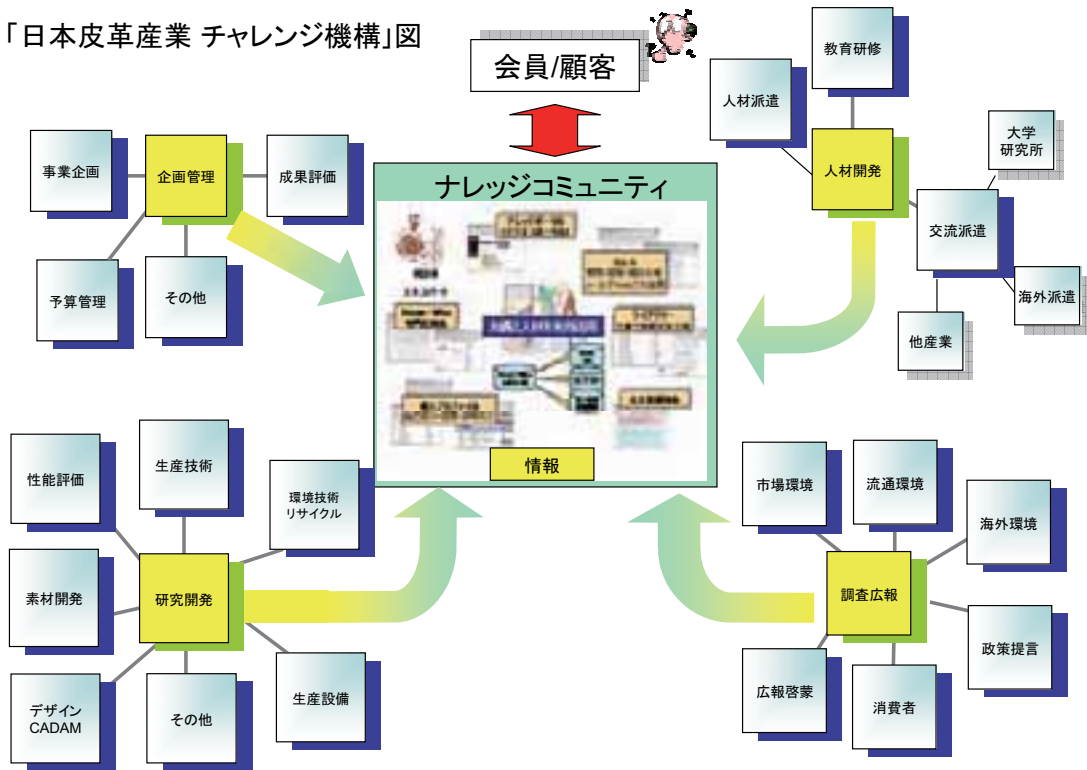 「日本皮革産業 チャレンジ機構」図
会員/顧客
教育研修
人材派遣
人材開発
大学
研究所
交流派遣
海外派遣
他産業
事業企画
企画管理
成果評価
予算管理
その他
ナレッジコミュニティ
情報
性能評価
生産技術
環境技術
リサイクル
素材開発
研究開発
デザイン
CADAM
その他
生産設備
市場環境
流通環境
海外環境
調査広報
政策提言
広報啓蒙
消費者